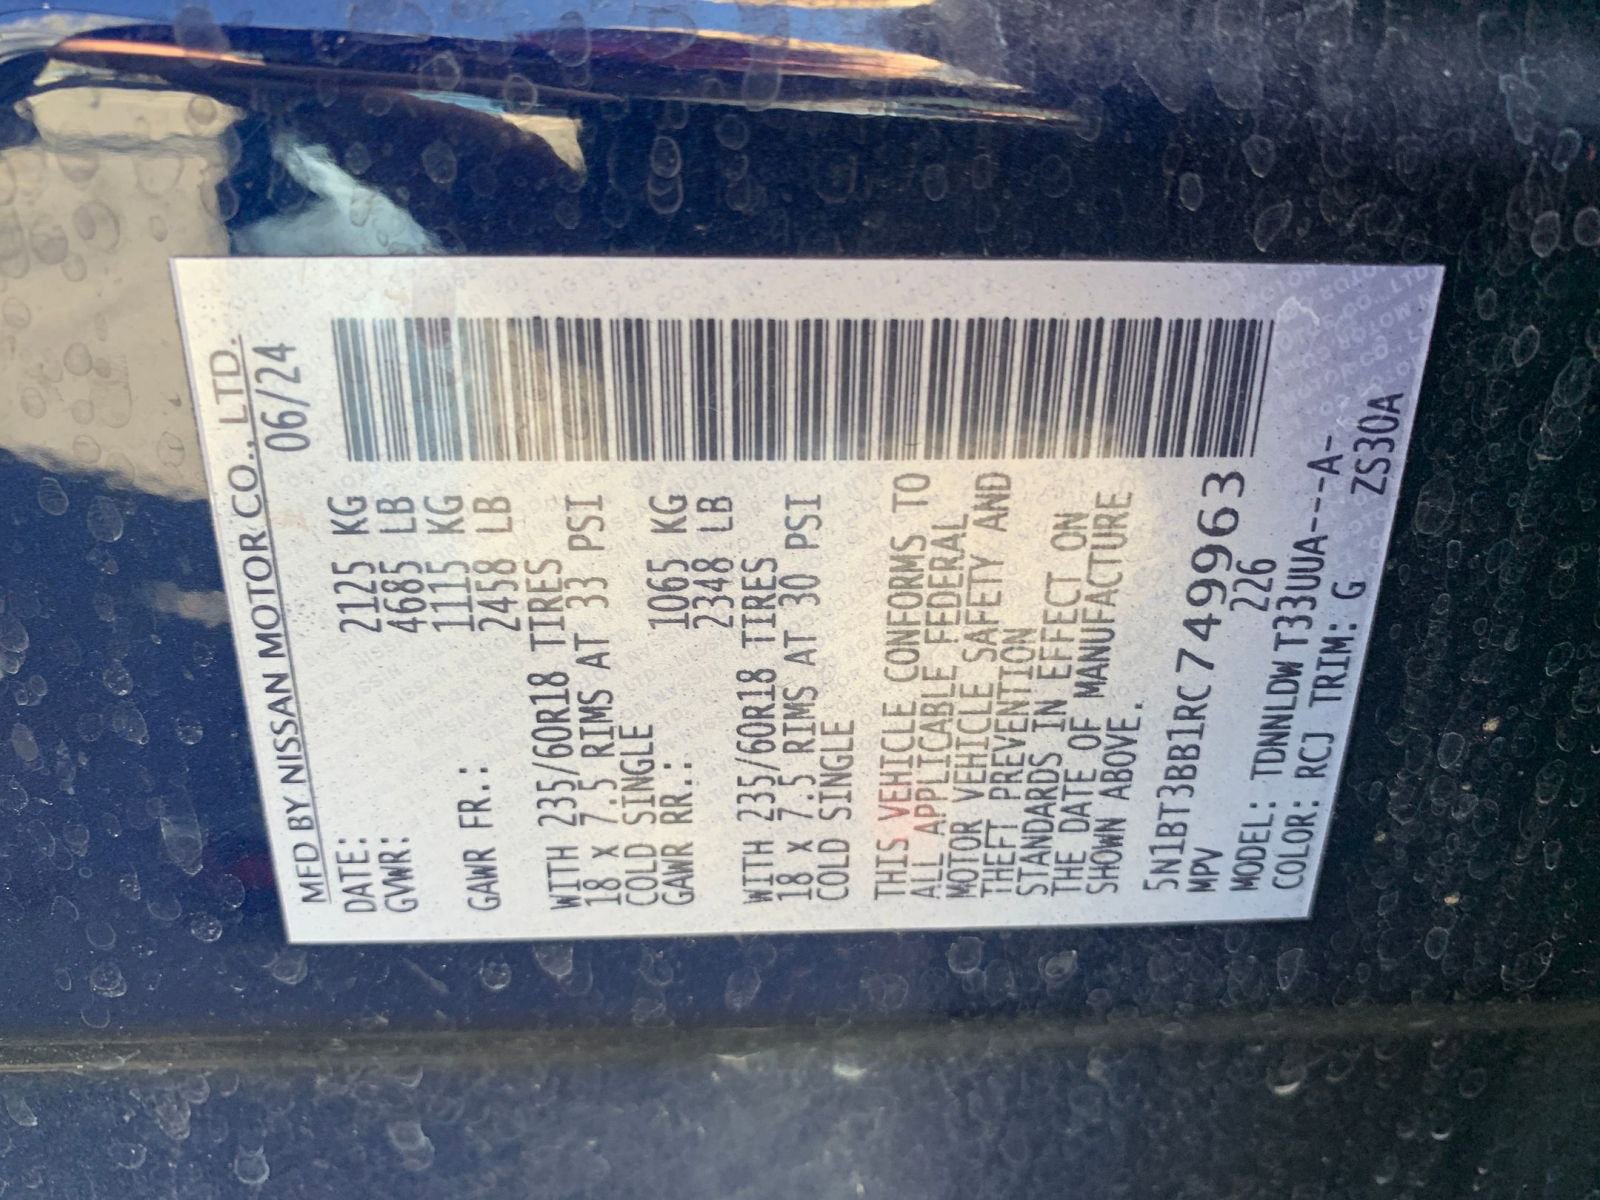 MFD BY NISSAN MOTOR CO., LTD.
DATE: 06/24
GVWR: 2125 KG
4685 LB
1115 KG
GAWR FR.: 2458 LB
WITH 235/60R18 TIRES
18 x 7.5 RIMS AT 33 PSI
COLD SINGLE
GAWR RR.: 1065 KG
2348 LB
WITH 235/60R18 TIRES
18 x 7.5 RIMS AT 30 PSI
COLD SINGLE
THIS VEHICLE CONFORMS TO
ALL APPLICABLE FEDERAL
MOTOR VEHICLE SAFETY AND
THEFT PREVENTION
STANDARDS IN EFFECT ON
THE DATE OF MANUFACTURE
SHOWN ABOVE.
5N1BT3BB1RC749963
MPV 226
MODEL: TDNNLDW T33UUA---A-
COLOR: RCJ TRIM: G ZS30A